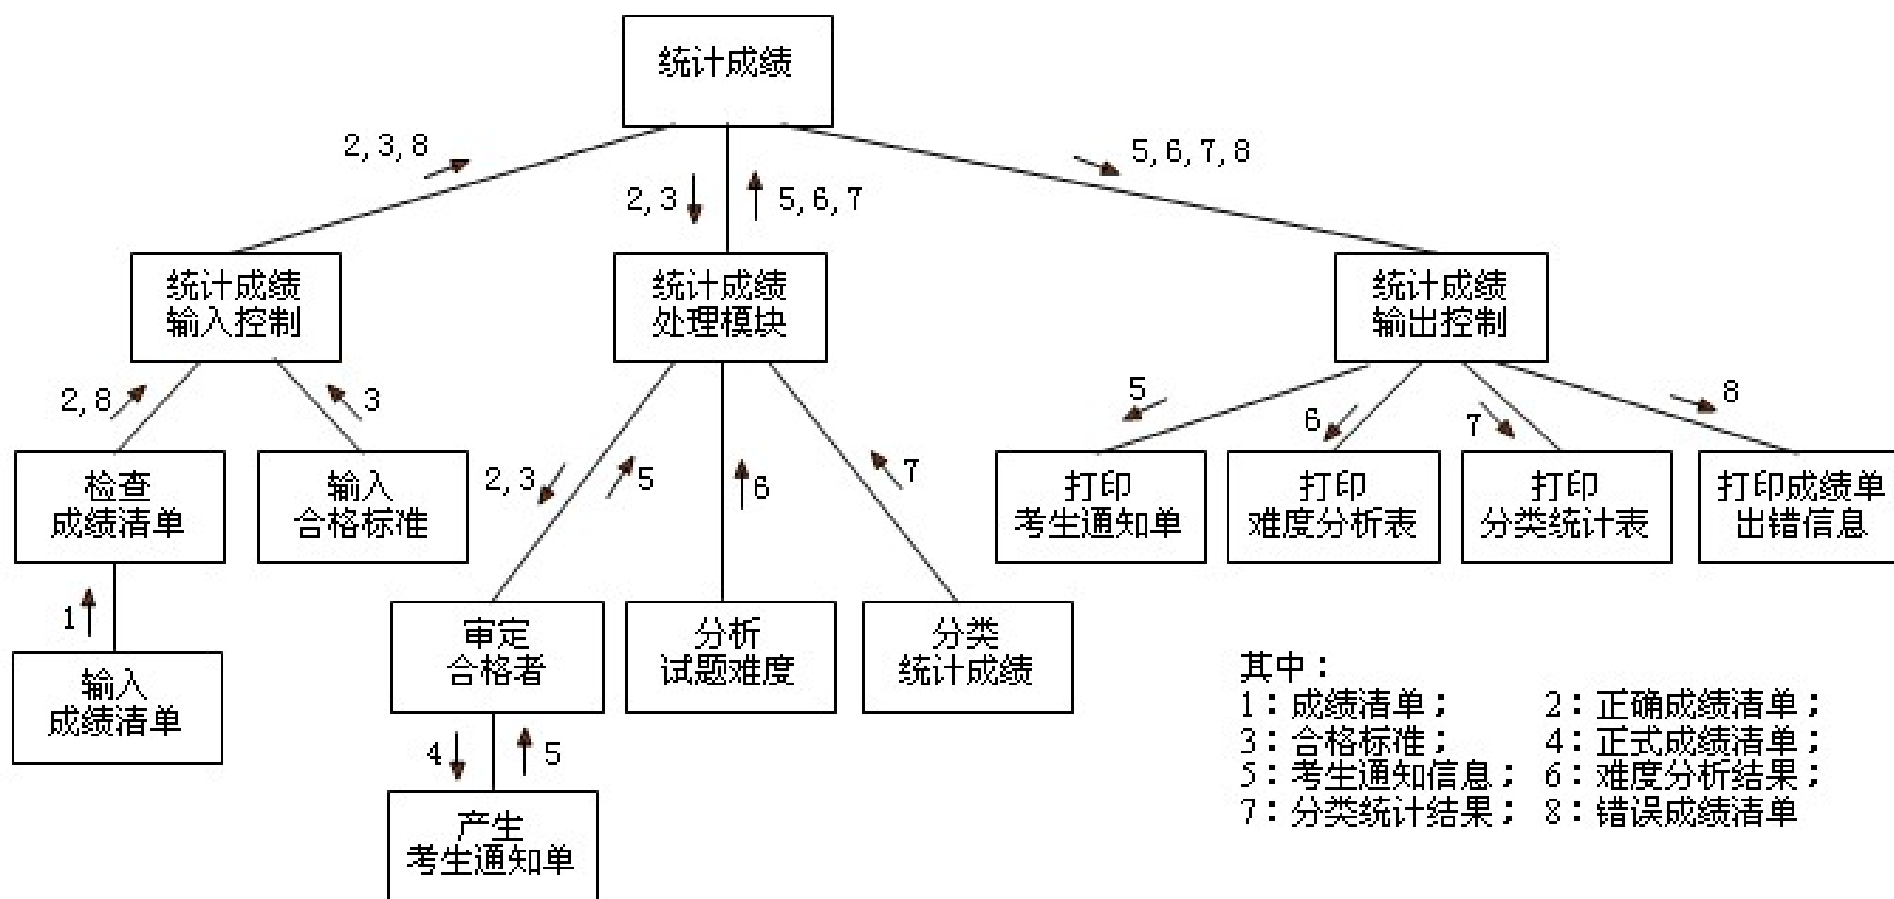 统计成绩
2,3,8
5,6,7,8
2,3
5,6,7
统计成绩
输入控制
统计成绩
处理模块
统计成绩
输出控制
2,8
3
5
6
7
8
检查
成绩清单
输入
合格标准
2,3
5
6
7
打印
考生通知单
打印
难度分析表
打印
分类统计表
打印成绩单
出错信息
1
输入
成绩清单
审定
合格者
分析
试题难度
分类
统计成绩
4
5
产生
考生通知单
其中：
1：成绩清单； 2：正确成绩清单；
3：合格标准； 4：正式成绩清单；
5：考生通知信息； 6：难度分析结果；
7：分类统计结果； 8：错误成绩清单